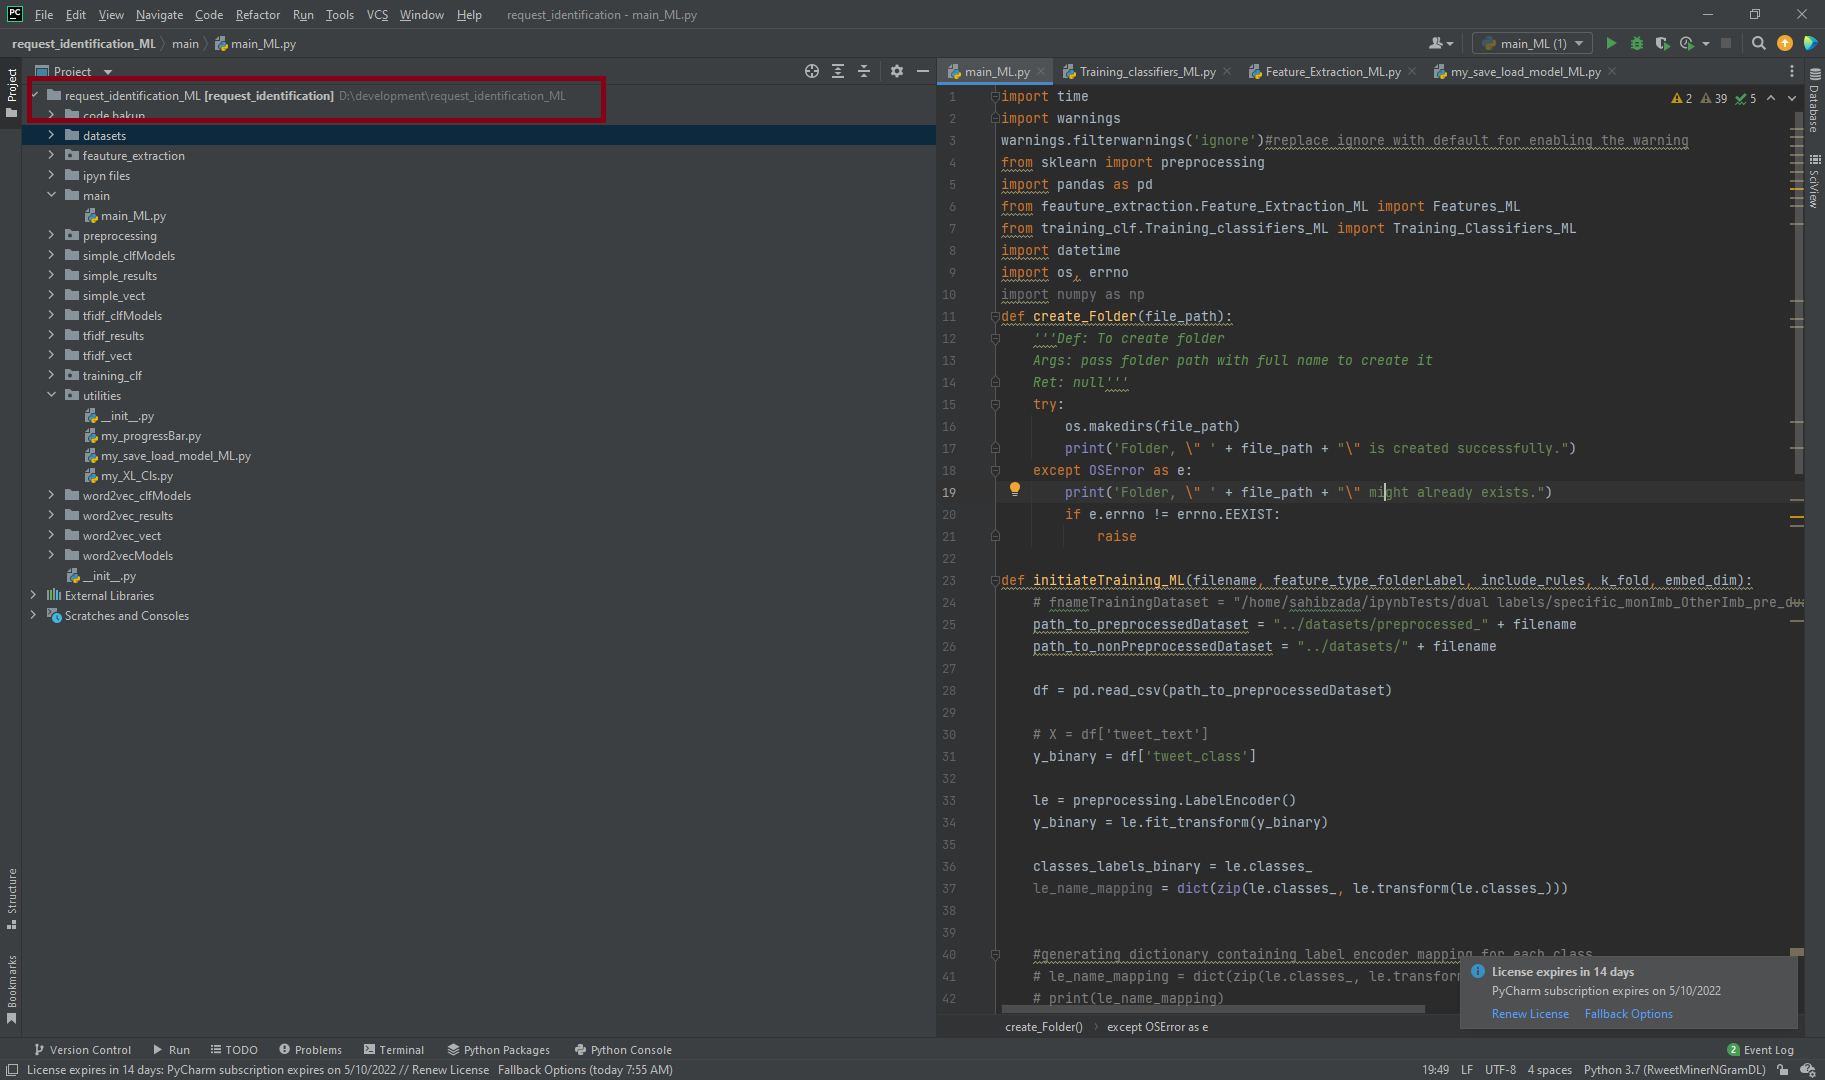 PC File Edit View Navigate Code Refactor Run Tools VCS Window Help request_identification - main_ML.py
request_identification_ML main main_ML.py main_ML (1)
Project
Project
request_identification_ML [request_identification] D:\development\request_identification_ML
code bakup
datasets
feauture_extraction
ipyn files
main
main_ML.py
preprocessing
simple_clfModels
simple_results
simple_vect
tfidf_clfModels
tfidf_results
tfidf_vect
training_clf
utilities
__init__.py
my_progressBar.py
my_save_load_model_ML.py
my_XL_Cls.py
word2vec_clfModels
word2vec_results
word2vec_vect
word2vecModels
__init__.py
External Libraries
Scratches and Consoles
Structure
Bookmarks
main_ML.py Training_classifiers_ML.py Feature_Extraction_ML.py my_save_load_model_ML.py
2 39 5
1 import time
2 import warnings
3 warnings.filterwarnings('ignore')#replace ignore with default for enabling the warning
4 from sklearn import preprocessing
5 import pandas as pd
6 from feauture_extraction.Feature_Extraction_ML import Features_ML
7 from training_clf.Training_classifiers_ML import Training_Classifiers_ML
8 import datetime
9 import os, errno
10 import numpy as np
11 def create_Folder(file_path):
12 '''Def: To create folder
13 Args: pass folder path with full name to create it
14 Ret: null'''
15 try:
16 os.makedirs(file_path)
17 print('Folder, \" ' + file_path + "\" is created successfully.")
18 except OSError as e:
19 print('Folder, \" ' + file_path + "\" might already exists.")
20 if e.errno != errno.EEXIST:
21 raise
22
23 def initiateTraining_ML(filename, feature_type_folderLabel, include_rules, k_fold, embed_dim):
24 # fnameTrainingDataset = "/home/sahibzada/ipynbTests/dual labels/specific_monImb_OtherImb_pre_dua
25 path_to_preprocessedDataset = "../datasets/preprocessed_" + filename
26 path_to_nonPreprocessedDataset = "../datasets/" + filename
27
28 df = pd.read_csv(path_to_preprocessedDataset)
29
30 # X = df['tweet_text']
31 y_binary = df['tweet_class']
32
33 le = preprocessing.LabelEncoder()
34 y_binary = le.fit_transform(y_binary)
35
36 classes_labels_binary = le.classes_
37 le_name_mapping = dict(zip(le.classes_, le.transform(le.classes_)))
38
39
40 #generating dictionary containing label encoder mapping for each class
41 # le_name_mapping = dict(zip(le.classes_, le.transform
42 # print(le_name_mapping)
create_Folder() except OSError as e
Database
SciView
License expires in 14 days
PyCharm subscription expires on 5/10/2022
Renew License Fallback Options
Version Control Run TODO Problems Terminal Python Packages Python Console 2 Event Log
License expires in 14 days: PyCharm subscription expires on 5/10/2022 // Renew License Fallback Options (today 7:55 AM) 19:49 LF UTF-8 4 spaces Python 3.7 (RweetMinerNGramDL)